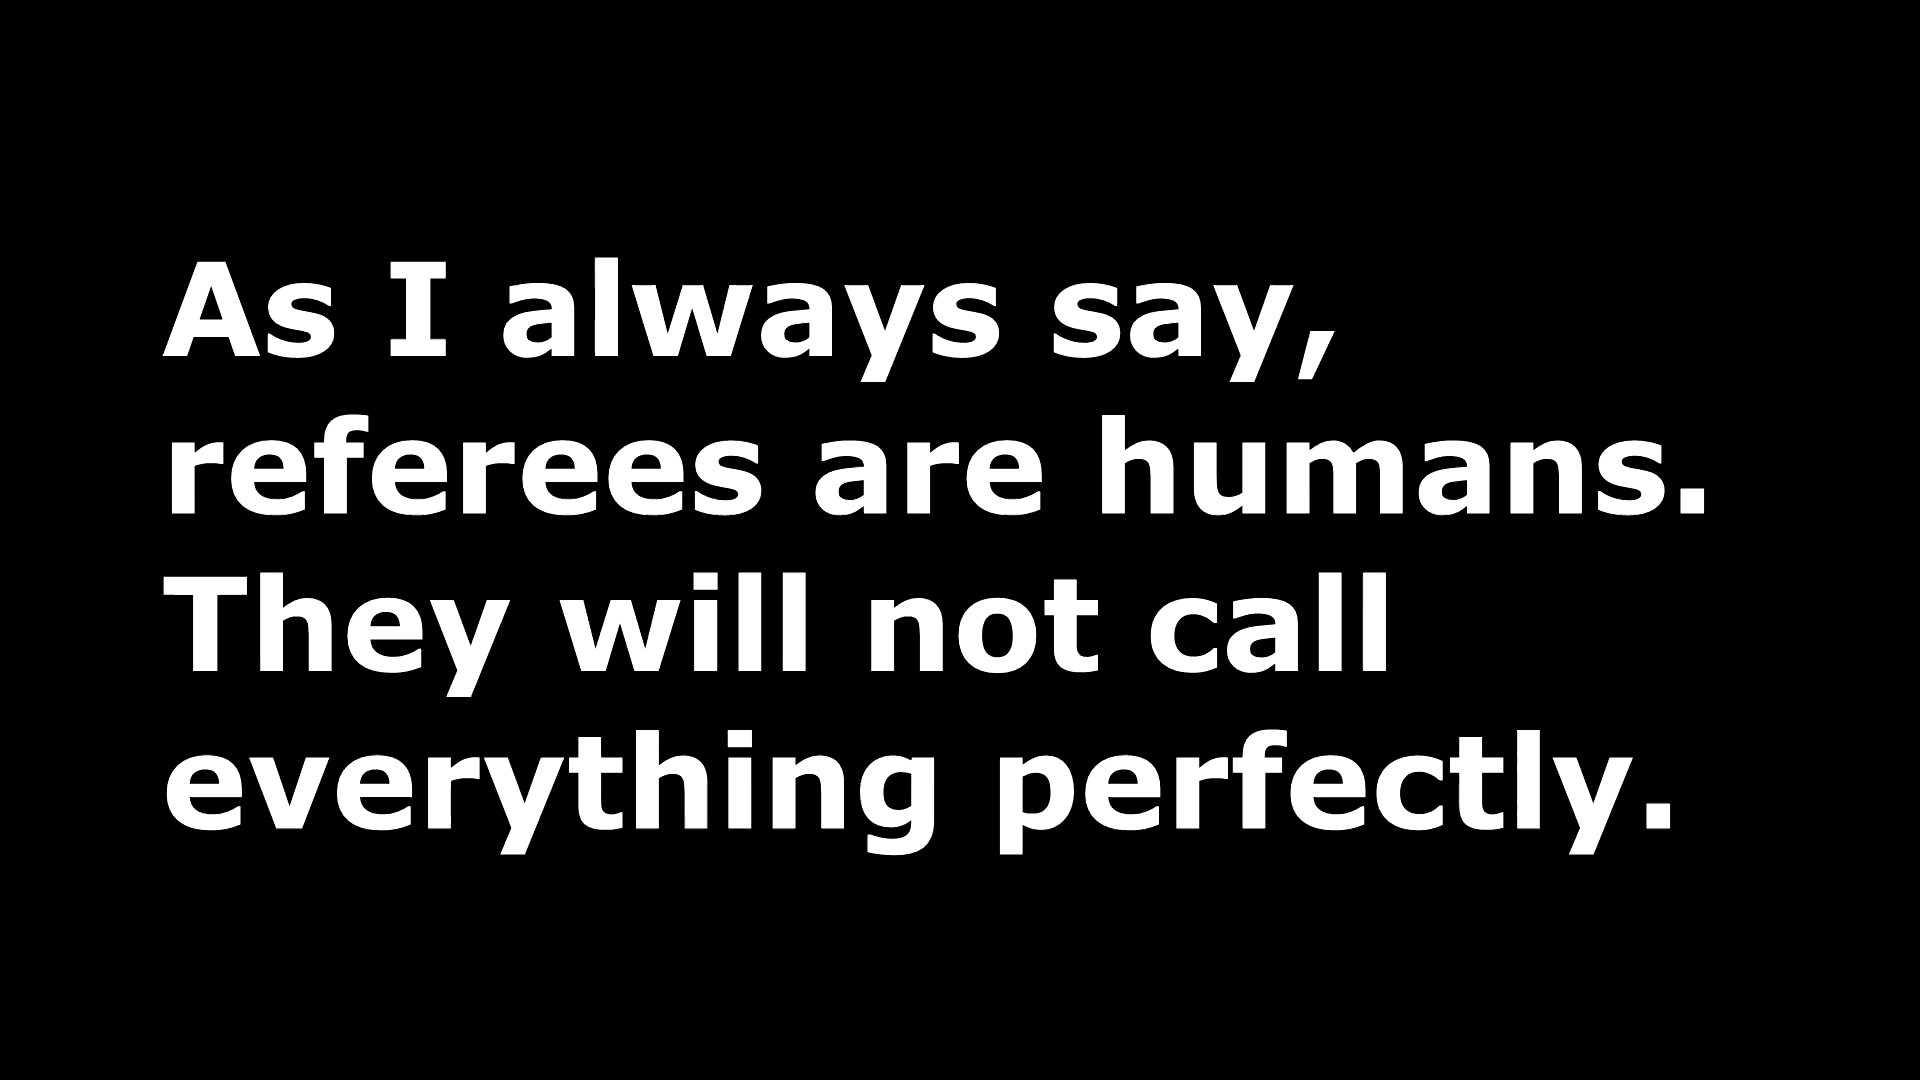 As I always say,
referees are humans.
They will not call
everything perfectly.